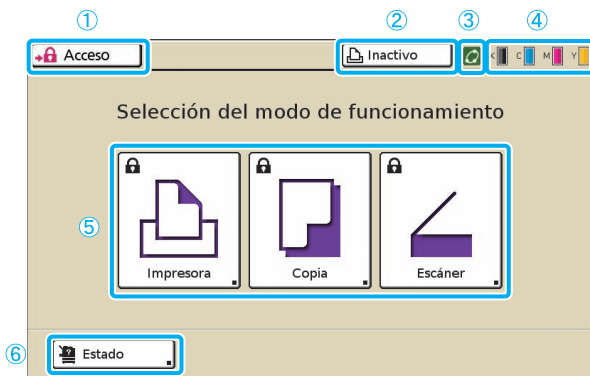 ① ② ③ ④
Acceso Inactivo K C M Y
Selección del modo de funcionamiento
⑤
Impresora Copia Escáner
⑥ Estado